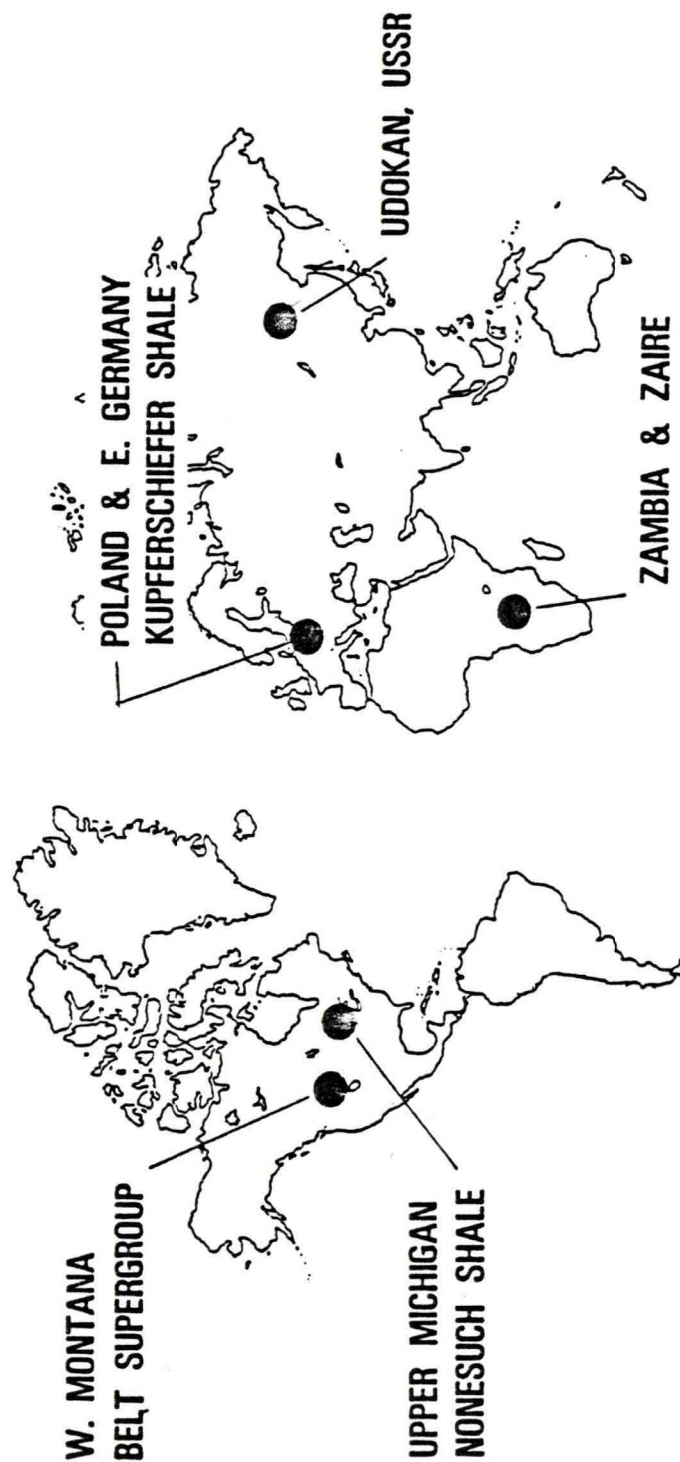 W. MONTANA
BELT SUPERGROUP
UPPER MICHIGAN
NONESUCH SHALE
POLAND & E. GERMANY
KUPFERSCHIEFER SHALE
UDOKAN, USSR
ZAMBIA & ZAIRE